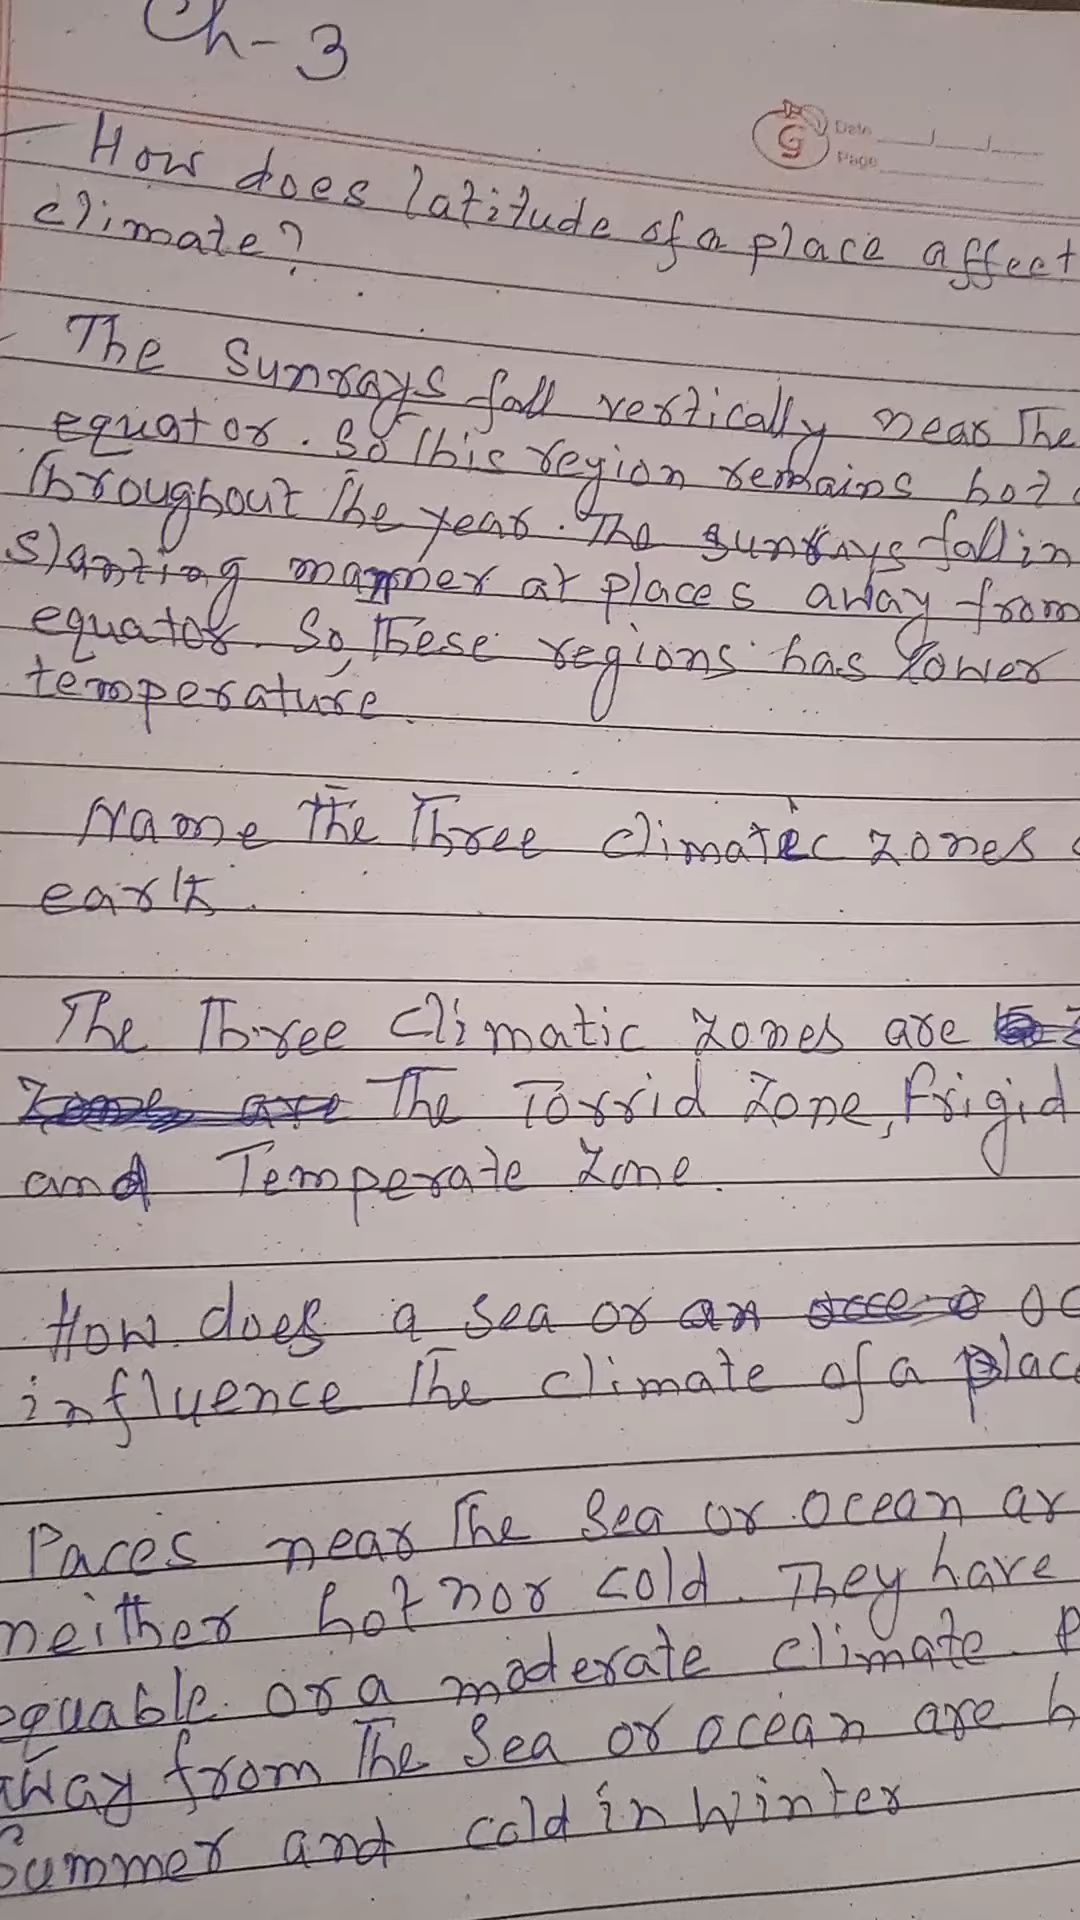 Ch-3
G
Date
Page
How does latitude of a place affect
climate?
The Sunrays fall vertically near The
equator. So this region remains hot
Throughout The year. The sunrays fall in
slanting manner at places away from
equator. So, these regions has lower
temperature.
Name the Three climatic zones
earth.
The Three Climatic zones are
The Torrid Zone, frigid
and Temperate Zone.
How does a sea or
influence The climate of a plac
Paces near The Sea or Ocean ar
neither hot nor cold. They have
equable or a moderate climate. P
away from The Sea or ocean are h
Summer and cold in Winter